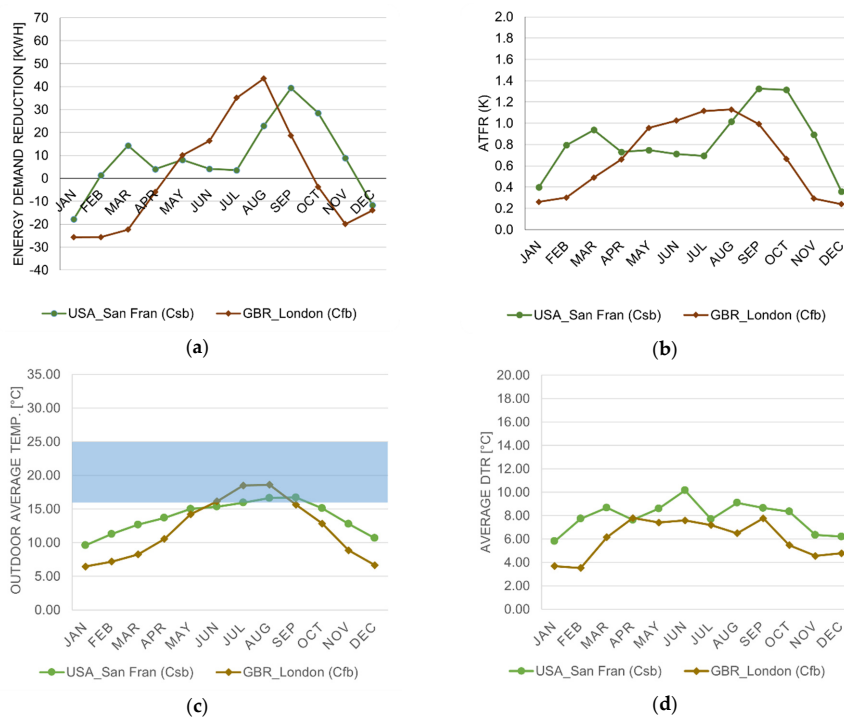 ENERGY DEMAND REDUCTION [KWH]
70
60
50
40
30
20
10
0
-10
-20
-30
-40
JAN
FEB
MAR
APR
MAY
JUN
JUL
AUG
SEP
OCT
NOV
DEC
USA_San Fran (Csb)
GBR_London (Cfb)
(a)
ATFR (K)
2.0
1.8
1.6
1.4
1.2
1.0
0.8
0.6
0.4
0.2
0.0
JAN
FEB
MAR
APR
MAY
JUN
JUL
AUG
SEP
OCT
NOV
DEC
USA_San Fran (Csb)
GBR_London (Cfb)
(b)
OUTDOOR AVERAGE TEMP. [°C]
35.00
30.00
25.00
20.00
15.00
10.00
5.00
0.00
JAN
FEB
MAR
APR
MAY
JUN
JUL
AUG
SEP
OCT
NOV
DEC
USA_San Fran (Csb)
GBR_London (Cfb)
(c)
AVERAGE DTR [°C]
20.00
18.00
16.00
14.00
12.00
10.00
8.00
6.00
4.00
2.00
0.00
JAN
FEB
MAR
APR
MAY
JUN
JUL
AUG
SEP
OCT
NOV
DEC
USA_San Fran (Csb)
GBR_London (Cfb)
(d)